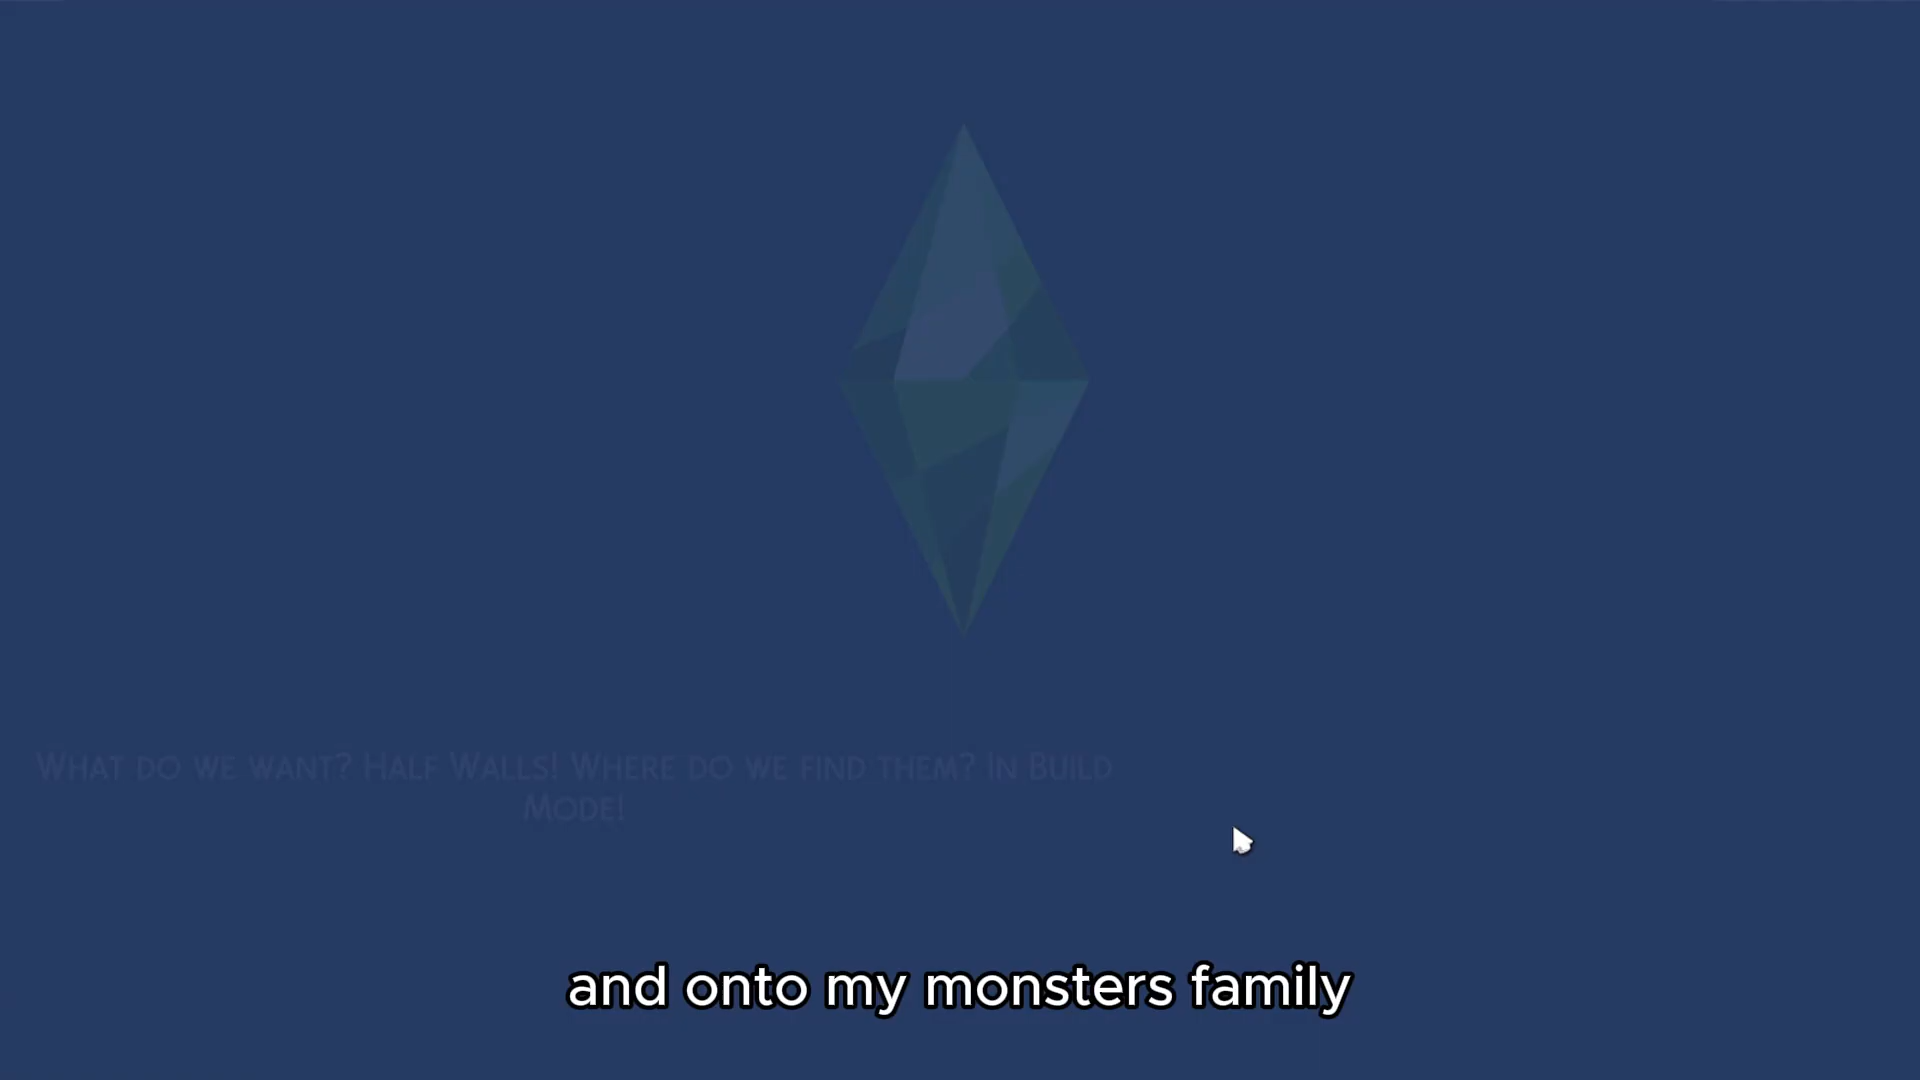 What do we want? Half Walls! Where do we find them? In Build
Mode!
and onto my monsters family